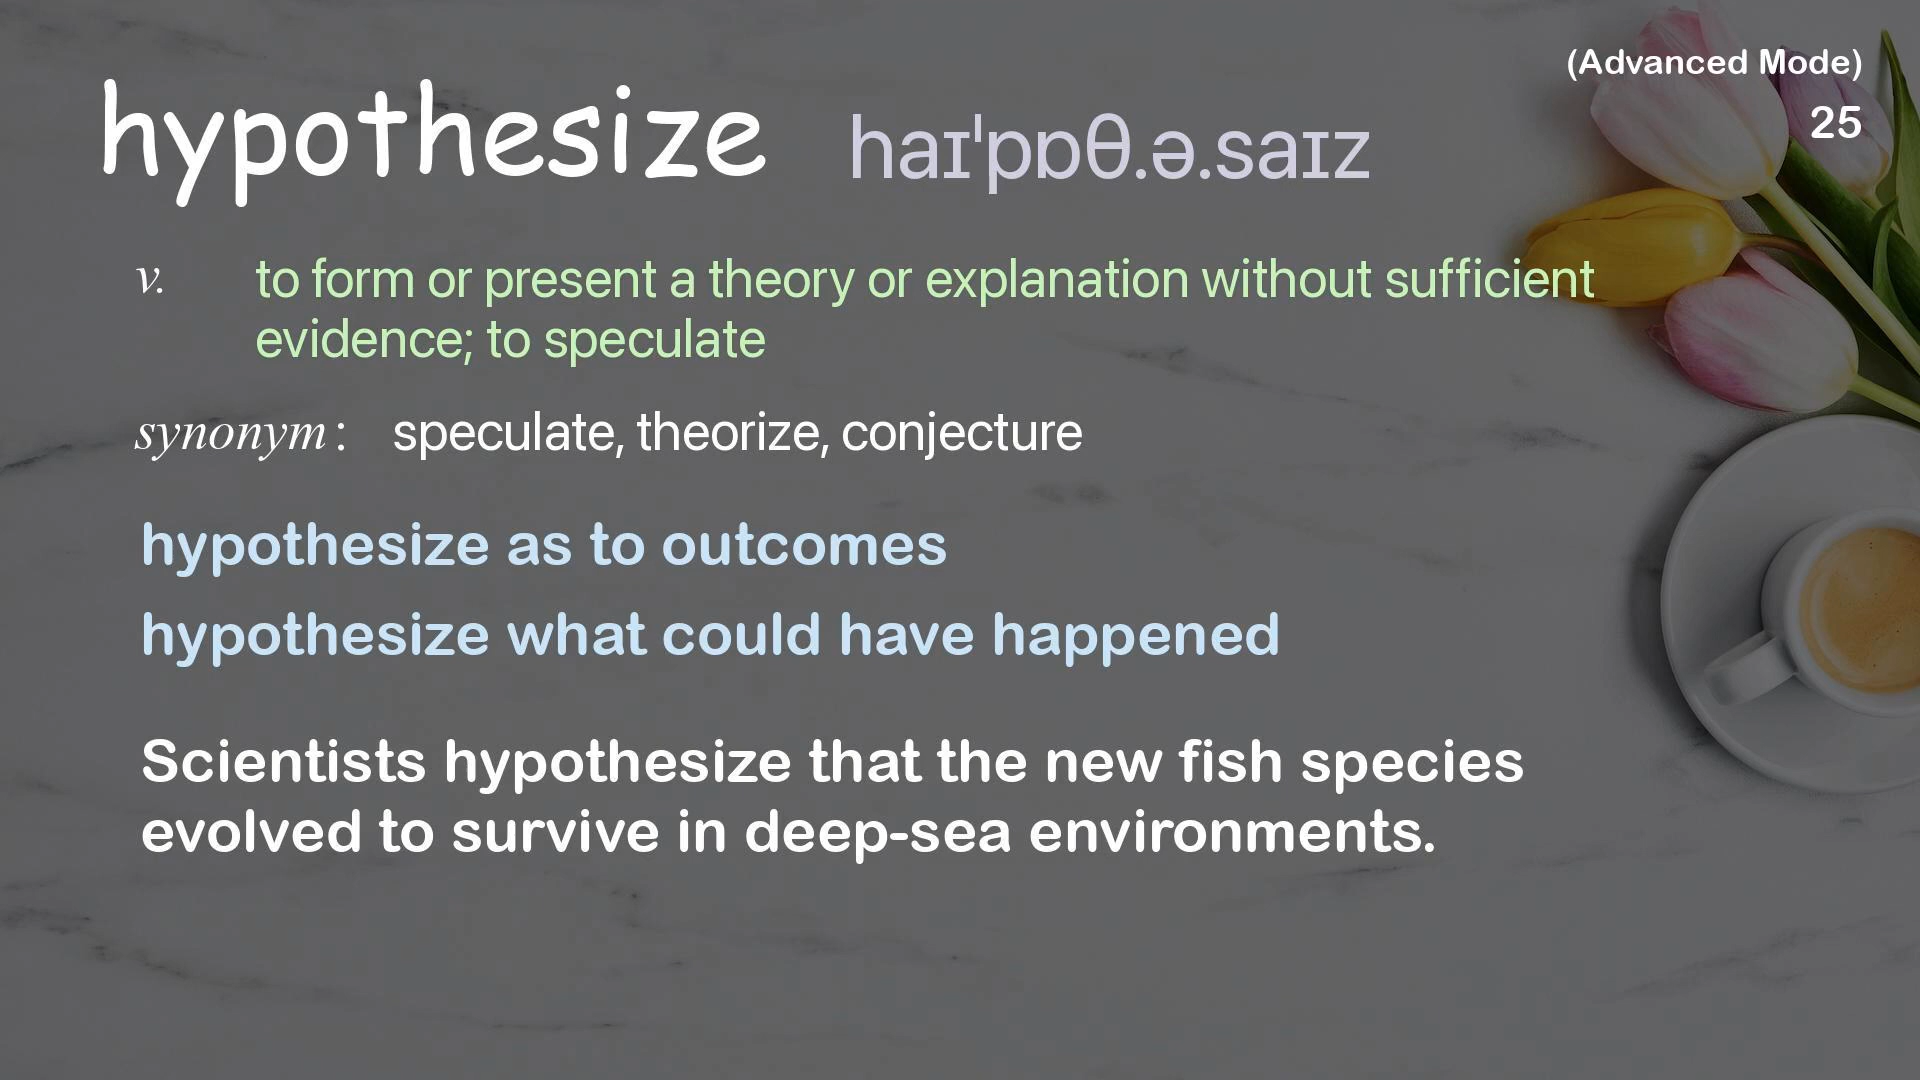 (Advanced Mode)
hypothesize haɪˈpɒθ.ə.saɪz
25
v. to form or present a theory or explanation without sufficient
evidence; to speculate
synonym: speculate, theorize, conjecture
hypothesize as to outcomes
hypothesize what could have happened
Scientists hypothesize that the new fish species
evolved to survive in deep-sea environments.